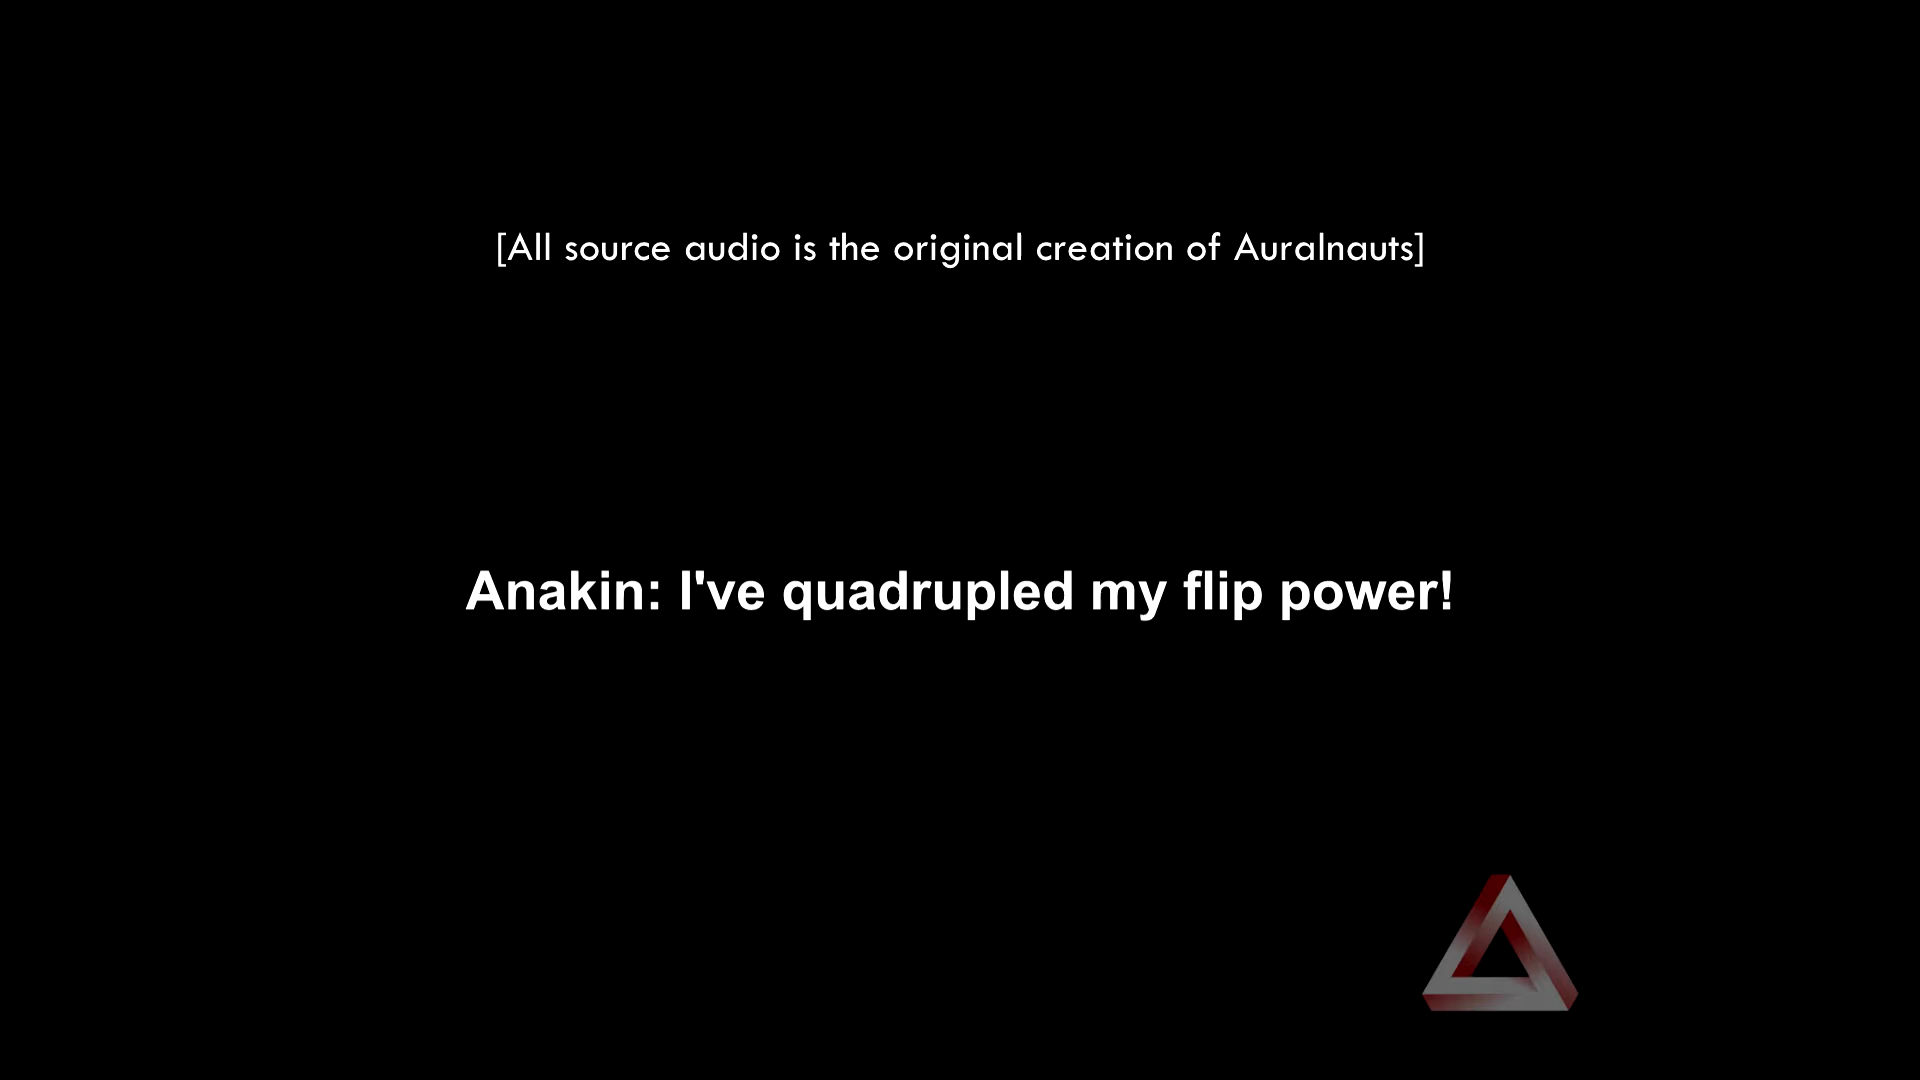 [All source audio is the original creation of Auralnauts]
Anakin: I've quadrupled my flip power!